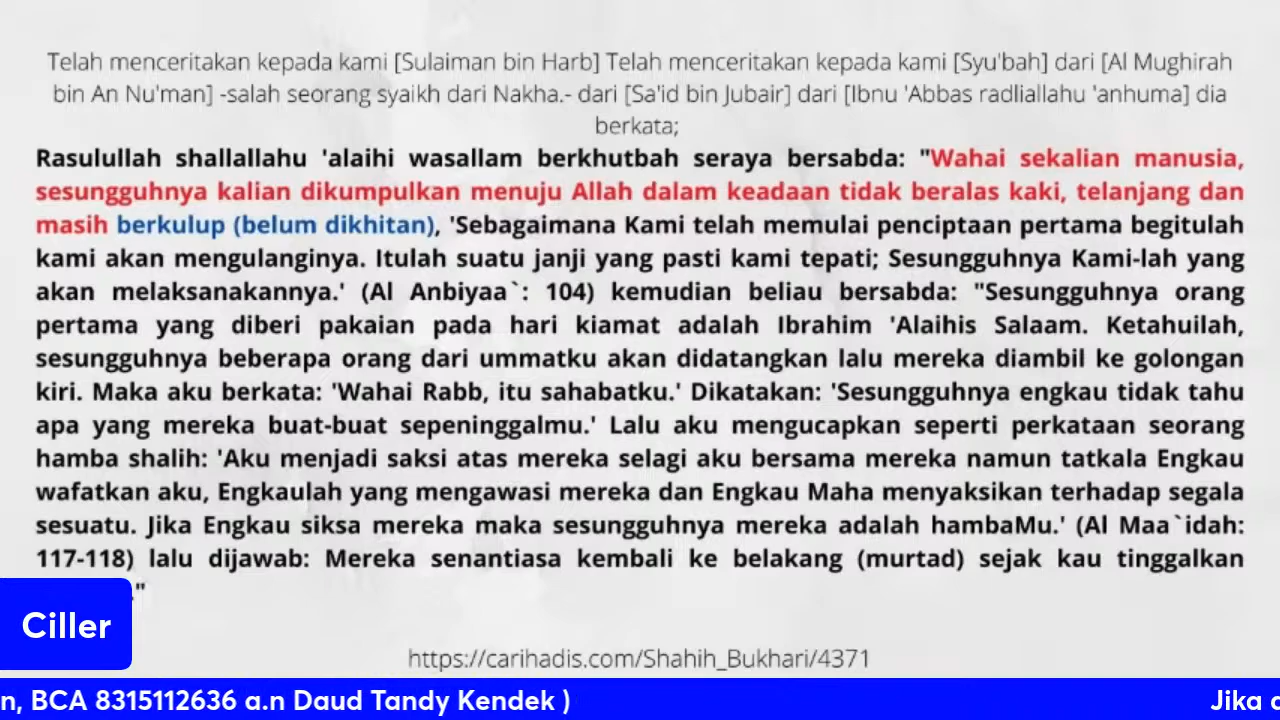 Telah menceritakan kepada kami [Sulaiman bin Harb] Telah menceritakan kepada kami [Syu'bah] dari [Al Mughirah
bin An Nu'man] -salah seorang syaikh dari Nakha.- dari [Sa'id bin Jubair] dari [Ibnu 'Abbas radliallahu 'anhuma] dia
berkata;
Rasulullah shallallahu 'alaihi wasallam berkhutbah seraya bersabda: "Wahai sekalian manusia,
sesungguhnya kalian dikumpulkan menuju Allah dalam keadaan tidak beralas kaki, telanjang dan
masih berkulup (belum dikhitan), 'Sebagaimana Kami telah memulai penciptaan pertama begitulah
kami akan mengulanginya. Itulah suatu janji yang pasti kami tepati; Sesungguhnya Kami-lah yang
akan melaksanakannya.' (Al Anbiyaa`: 104) kemudian beliau bersabda: "Sesungguhnya orang
pertama yang diberi pakaian pada hari kiamat adalah Ibrahim 'Alaihis Salaam. Ketahuilah,
sesungguhnya beberapa orang dari ummatku akan didatangkan lalu mereka diambil ke golongan
kiri. Maka aku berkata: 'Wahai Rabb, itu sahabatku.' Dikatakan: 'Sesungguhnya engkau tidak tahu
apa yang mereka buat-buat sepeninggalmu.' Lalu aku mengucapkan seperti perkataan seorang
hamba shalih: 'Aku menjadi saksi atas mereka selagi aku bersama mereka namun tatkala Engkau
wafatkan aku, Engkaulah yang mengawasi mereka dan Engkau Maha menyaksikan terhadap segala
sesuatu. Jika Engkau siksa mereka maka sesungguhnya mereka adalah hambaMu.' (Al Maa`idah:
117-118) lalu dijawab: Mereka senantiasa kembali ke belakang (murtad) sejak kau tinggalkan
."
Ciller
https://carihadis.com/Shahih_Bukhari/4371
n, BCA 8315112636 a.n Daud Tandy Kendek ) Jika